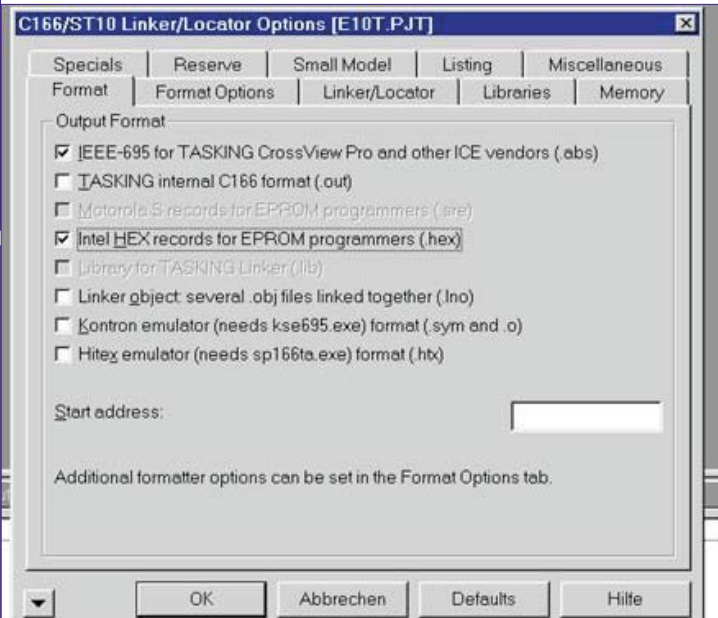 C166/ST10 Linker/Locator Options [E10T.PJT]
Specials Reserve Small Model Listing Miscellaneous
Format Format Options Linker/Locator Libraries Memory
Output Format
IEEE-695 for TASKING CrossView Pro and other ICE vendors (.abs)
TASKING internal C166 format (.out)
Motorola S records for EPROM programmers (.sre)
Intel HEX records for EPROM programmers (.hex)
Library for TASKING Linker (.lib)
Linker object: several .obj files linked together (.lno)
Kontron emulator (needs kse695.exe) format (.sym and .o)
Hitex emulator (needs sp166ta.exe) format (.htx)
Start address:
Additional formatter options can be set in the Format Options tab.
OK Abbrechen Defaults Hilfe